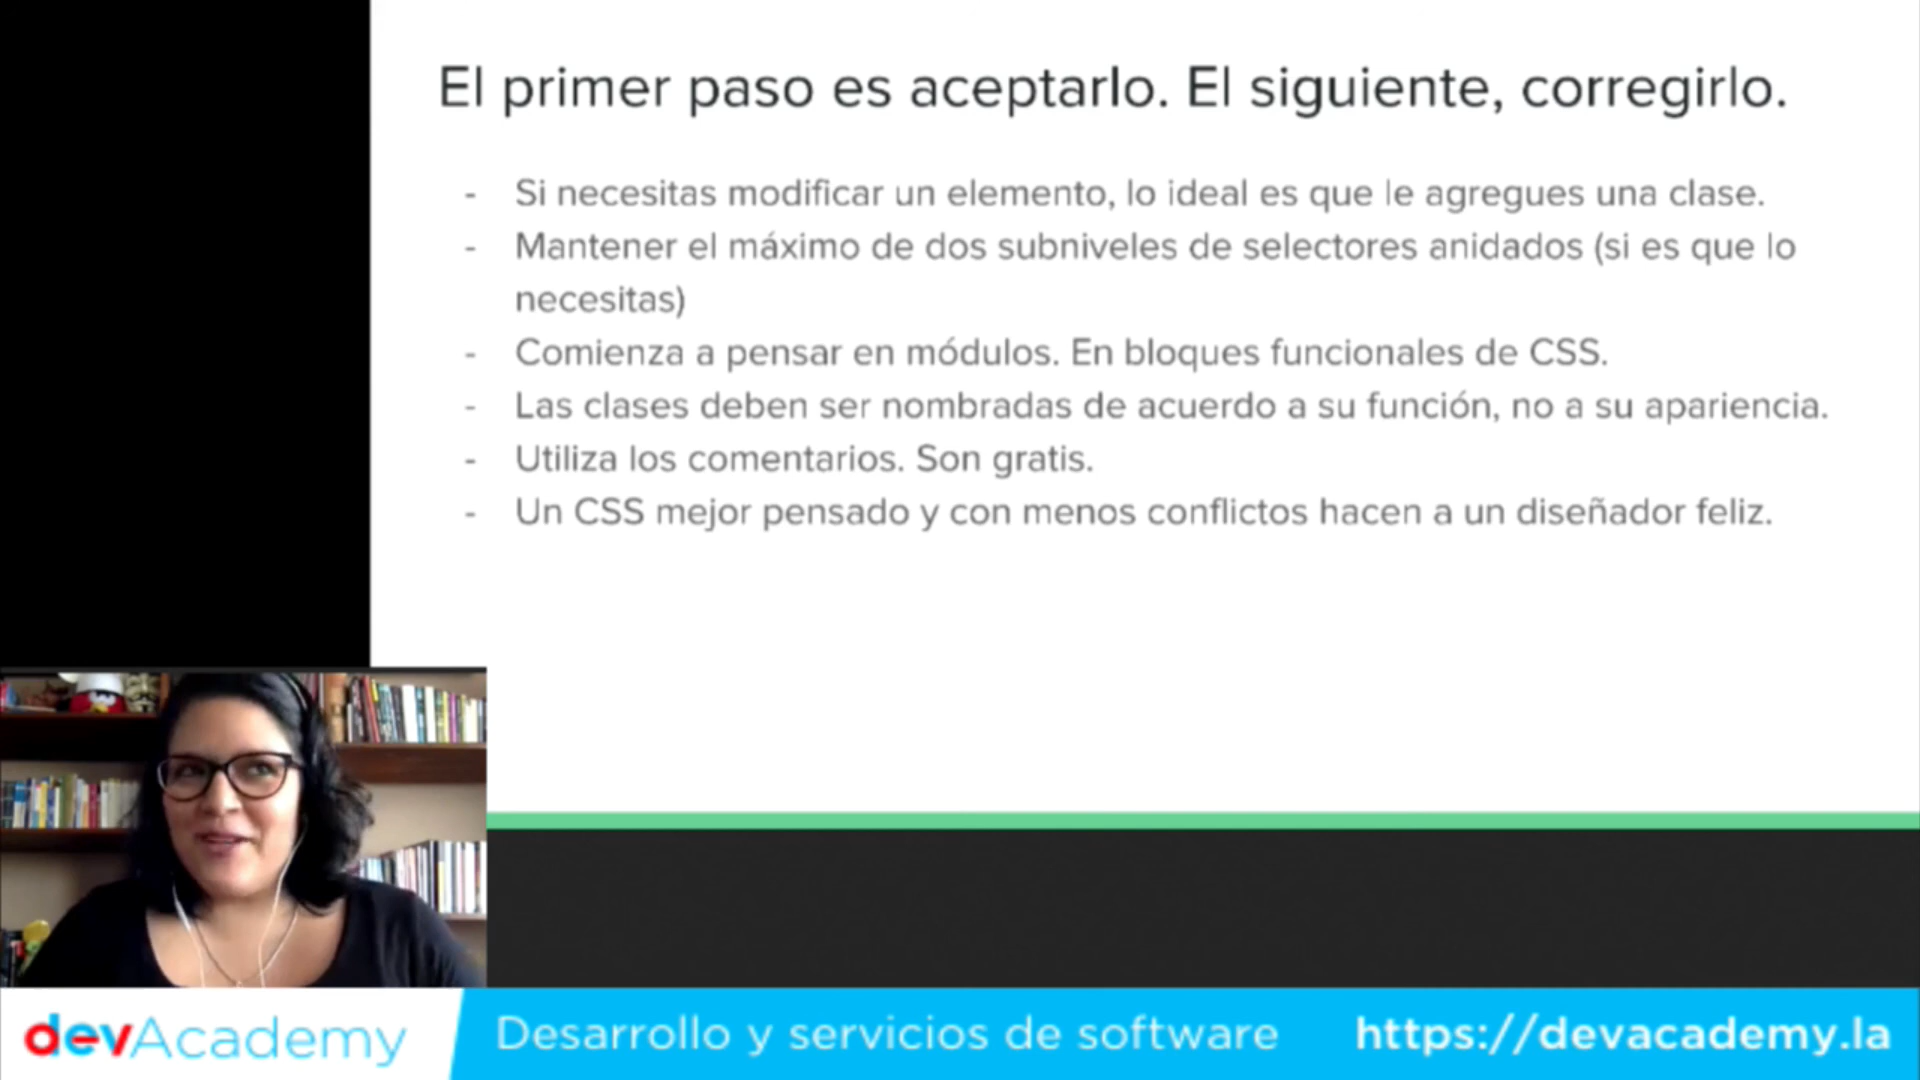 El primer paso es aceptarlo. El siguiente, corregirlo.
- Si necesitas modificar un elemento, lo ideal es que le agregues una clase.
- Mantener el máximo de dos subniveles de selectores anidados (si es que lo
necesitas)
- Comienza a pensar en módulos. En bloques funcionales de CSS.
- Las clases deben ser nombradas de acuerdo a su función, no a su apariencia.
- Utiliza los comentarios. Son gratis.
- Un CSS mejor pensado y con menos conflictos hacen a un diseñador feliz.
devAcademy
Desarrollo y servicios de software
https://devacademy.la